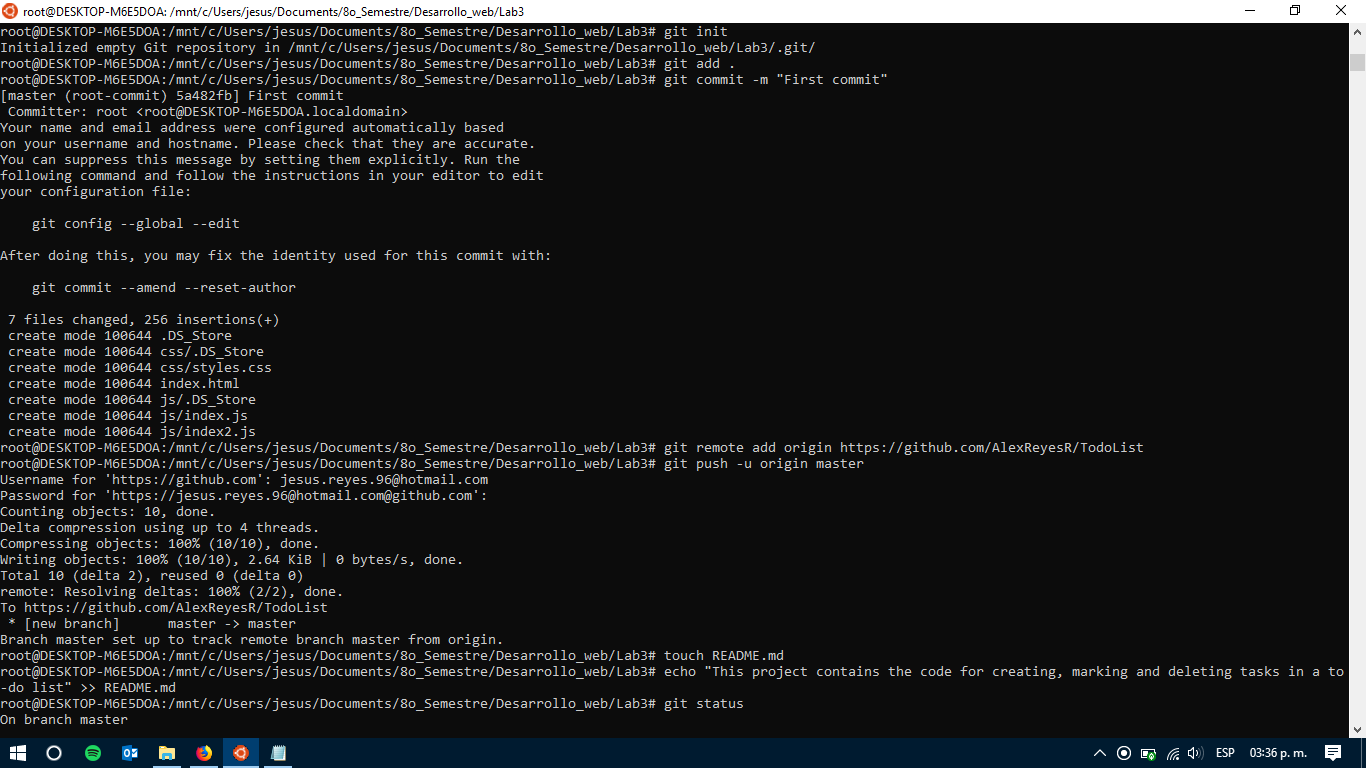 root@DESKTOP-M6E5DOA: /mnt/c/Users/jesus/Documents/8o_Semestre/Desarrollo_web/Lab3
root@DESKTOP-M6E5DOA:/mnt/c/Users/jesus/Documents/8o_Semestre/Desarrollo_web/Lab3# git init
Initialized empty Git repository in /mnt/c/Users/jesus/Documents/8o_Semestre/Desarrollo_web/Lab3/.git/
root@DESKTOP-M6E5DOA:/mnt/c/Users/jesus/Documents/8o_Semestre/Desarrollo_web/Lab3# git add .
root@DESKTOP-M6E5DOA:/mnt/c/Users/jesus/Documents/8o_Semestre/Desarrollo_web/Lab3# git commit -m "First commit"
[master (root-commit) 5a482fb] First commit
 Committer: root <root@DESKTOP-M6E5DOA.localdomain>
Your name and email address were configured automatically based
on your username and hostname. Please check that they are accurate.
You can suppress this message by setting them explicitly. Run the
following command and follow the instructions in your editor to edit
your configuration file:

    git config --global --edit

After doing this, you may fix the identity used for this commit with:

    git commit --amend --reset-author

 7 files changed, 256 insertions(+)
 create mode 100644 .DS_Store
 create mode 100644 css/.DS_Store
 create mode 100644 css/styles.css
 create mode 100644 index.html
 create mode 100644 js/.DS_Store
 create mode 100644 js/index.js
 create mode 100644 js/index2.js
root@DESKTOP-M6E5DOA:/mnt/c/Users/jesus/Documents/8o_Semestre/Desarrollo_web/Lab3# git remote add origin https://github.com/AlexReyesR/TodoList
root@DESKTOP-M6E5DOA:/mnt/c/Users/jesus/Documents/8o_Semestre/Desarrollo_web/Lab3# git push -u origin master
Username for 'https://github.com': jesus.reyes.96@hotmail.com
Password for 'https://jesus.reyes.96@hotmail.com@github.com':
Counting objects: 10, done.
Delta compression using up to 4 threads.
Compressing objects: 100% (10/10), done.
Writing objects: 100% (10/10), 2.64 KiB | 0 bytes/s, done.
Total 10 (delta 2), reused 0 (delta 0)
remote: Resolving deltas: 100% (2/2), done.
To https://github.com/AlexReyesR/TodoList
 * [new branch]      master -> master
Branch master set up to track remote branch master from origin.
root@DESKTOP-M6E5DOA:/mnt/c/Users/jesus/Documents/8o_Semestre/Desarrollo_web/Lab3# touch README.md
root@DESKTOP-M6E5DOA:/mnt/c/Users/jesus/Documents/8o_Semestre/Desarrollo_web/Lab3# echo "This project contains the code for creating, marking and deleting tasks in a to
-do list" >> README.md
root@DESKTOP-M6E5DOA:/mnt/c/Users/jesus/Documents/8o_Semestre/Desarrollo_web/Lab3# git status
On branch master
ESP 03:36 p. m.